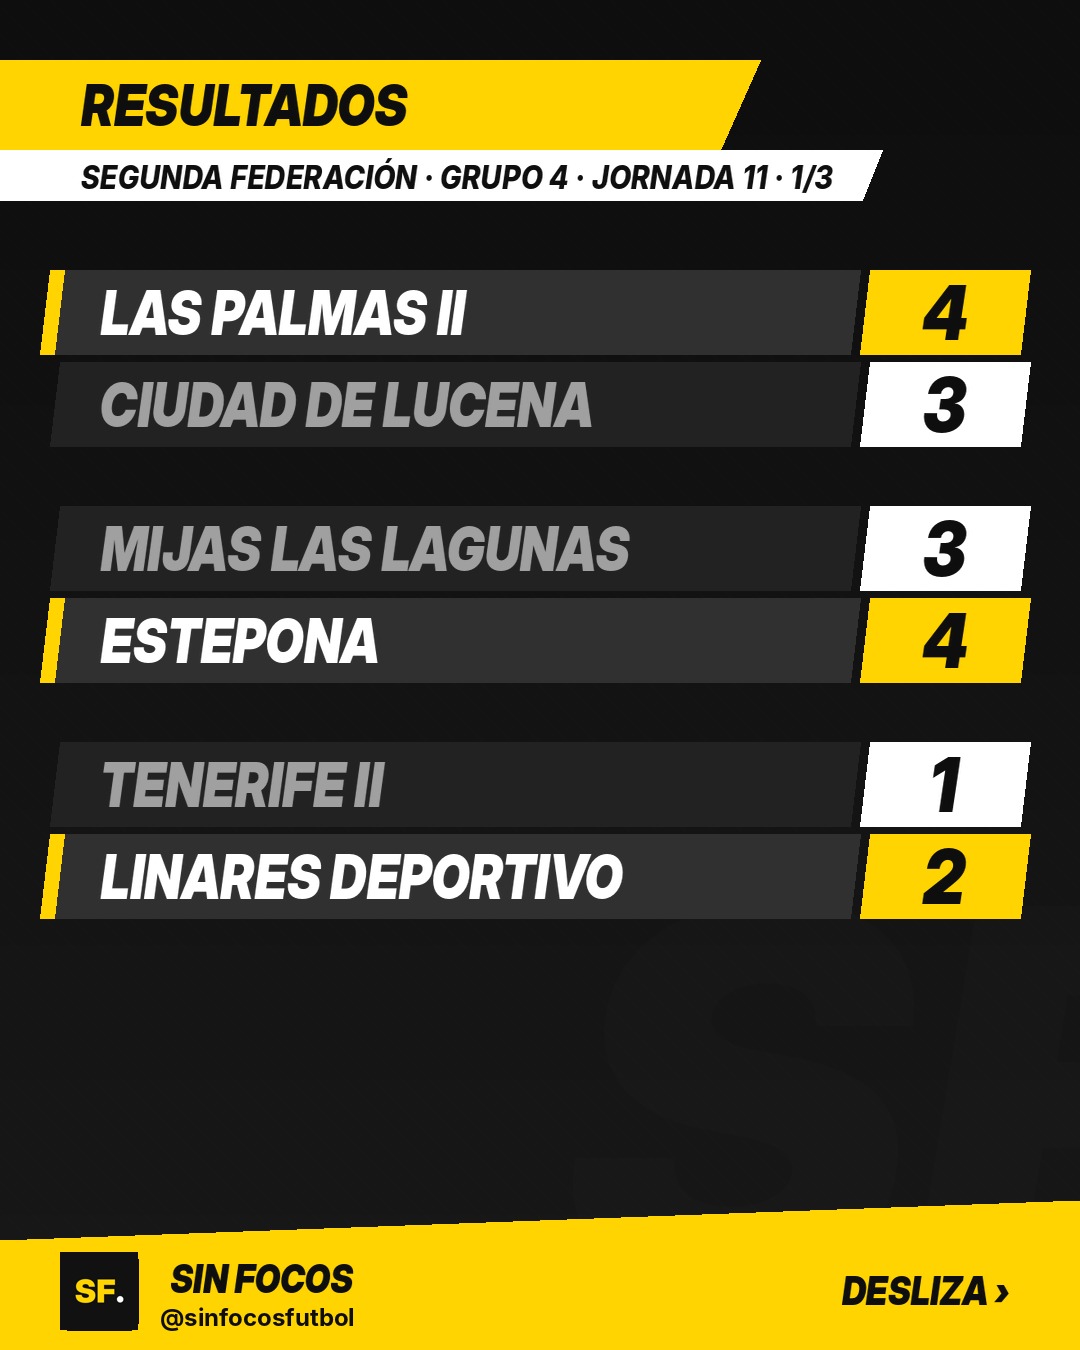 RESULTADOS
SEGUNDA FEDERACIÓN · GRUPO 4 · JORNADA 11 · 1/3
LAS PALMAS II 4
CIUDAD DE LUCENA 3
MIJAS LAS LAGUNAS 3
ESTEPONA 4
TENERIFE II 1
LINARES DEPORTIVO 2
SF
SF.
SIN FOCOS
@sinfocosfutbol
DESLIZA ›